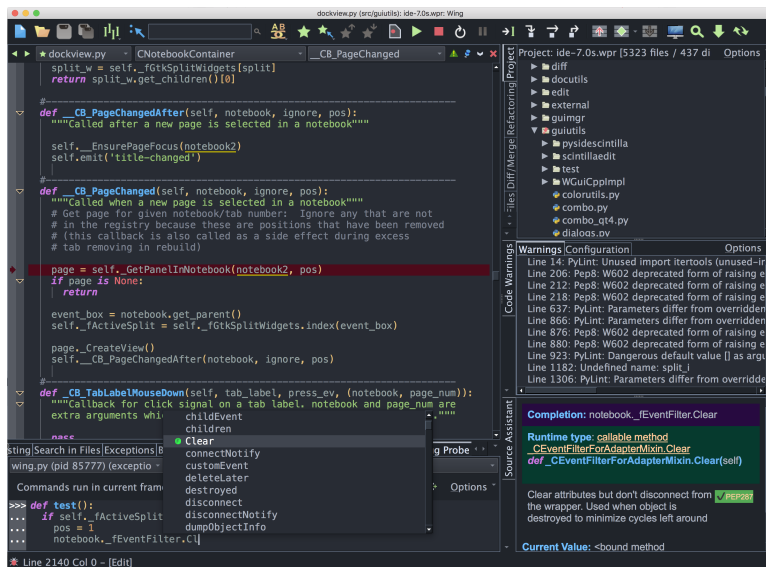 dockview.py (src/guiutils): ide-7.0s.wpr: Wing
dockview.py CNotebookContainer __CB_PageChanged
split_w = self._fGtkSplitWidgets[split]
return split_w.get_children()[0]
#
def __CB_PageChangedAfter(self, notebook, ignore, pos):
"""Called after a new page is selected in a notebook"""
self.__EnsurePageFocus(notebook2)
self.emit('title-changed')
#
def __CB_PageChanged(self, notebook, ignore, pos):
"""Called when a new page is selected in a notebook"""
# Get page for given notebook/tab number:  Ignore any that are not
# in the registry because these are positions that have been removed
# (this callback is also called as a side effect during excess
# tab removing in rebuild)
page = self._GetPanelInNotebook(notebook2, pos)
if page is None:
return
event_box = notebook.get_parent()
self._fActiveSplit = self._fGtkSplitWidgets.index(event_box)
page._CreateView()
self.__CB_PageChangedAfter(notebook, ignore, pos)
#
def _CB_TabLabelMouseDown(self, tab_label, press_ev, (notebook, page_num)):
"""Callback for click signal on a tab label. notebook and page_num are
extra arguments whi ."""
pass
childEvent
children
Clear
connectNotify
customEvent
deleteLater
destroyed
disconnect
disconnectNotify
dumpObjectInfo
sting Search in Files Exceptions B g Probe
wing.py (pid 85777) (exceptio
Commands run in current fram Options
>>> def test():
... if self._fActiveSplit
... pos = 1
... notebook._fEventFilter.Cl
Line 2140 Col 0 - [Edit]
Project
Refactoring
Diff/Merge
Files
Project: ide-7.0s.wpr [5323 files / 437 di Options
diff
docutils
edit
external
guimgr
guiutils
pysidescintilla
scintillaedit
test
WGuiCppImpl
colorutils.py
combo.py
combo_qt4.py
dialogs.py
Code Warnings
Warnings Configuration Options
Line 14: PyLint: Unused import itertools (unused-ir
Line 206: Pep8: W602 deprecated form of raising e
Line 212: Pep8: W602 deprecated form of raising e
Line 218: Pep8: W602 deprecated form of raising e
Line 637: PyLint: Parameters differ from overridden
Line 866: PyLint: Parameters differ from overridden
Line 876: Pep8: W602 deprecated form of raising e
Line 880: Pep8: W602 deprecated form of raising e
Line 923: PyLint: Dangerous default value [] as argu
Line 1182: Undefined name: split_i
Line 1306: PyLint: Parameters differ from overridde
Source Assistant
Completion: notebook._fEventFilter.Clear
Runtime type: callable method
_CEventFilterForAdapterMixin.Clear
def _CEventFilterForAdapterMixin.Clear(self)
Clear attributes but don't disconnect from PEP287
the wrapper. Used when object is
destroyed to minimize cycles left around
Current Value: <bound method